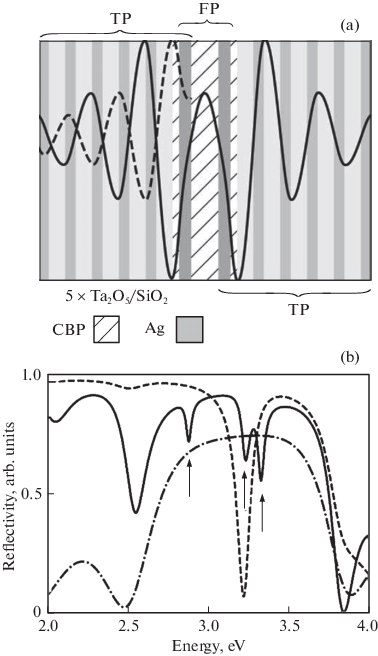 TP
FP
(a)
5 × Ta2O5/SiO2
TP
CBP
Ag
(b)
1.0
0.5
0
Reflectivity, arb. units
2.0 2.5 3.0 3.5 4.0
Energy, eV